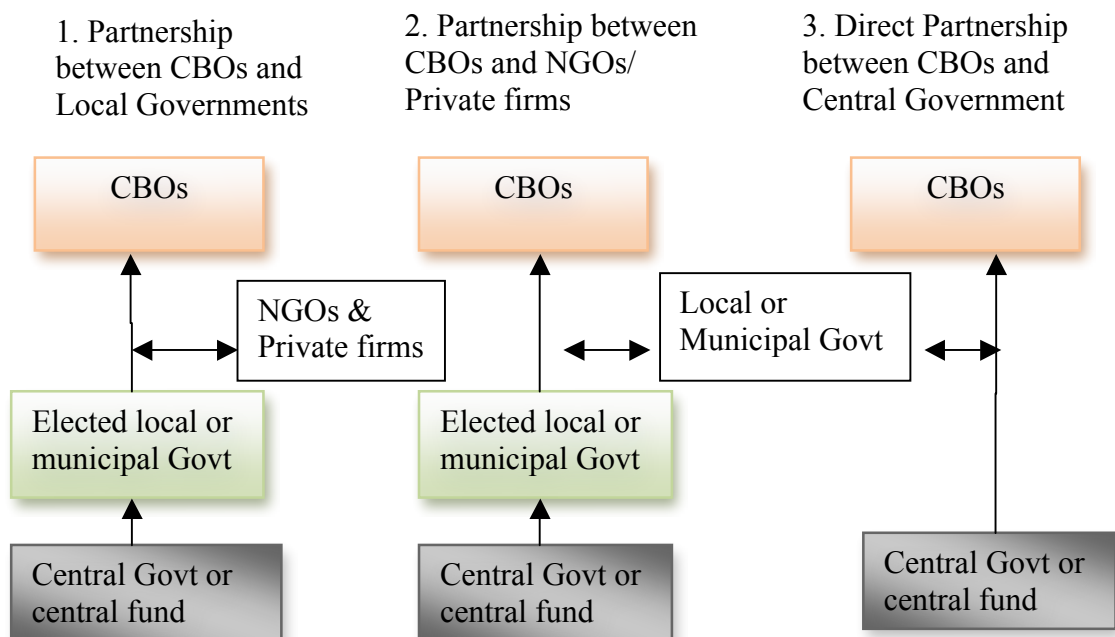 1. Partnership
between CBOs and
Local Governments
2. Partnership between
CBOs and NGOs/
Private firms
3. Direct Partnership
between CBOs and
Central Government
CBOs
CBOs
CBOs
NGOs &
Private firms
Local or
Municipal Govt
Elected local or
municipal Govt
Elected local or
municipal Govt
Central Govt or
central fund
Central Govt or
central fund
Central Govt or
central fund